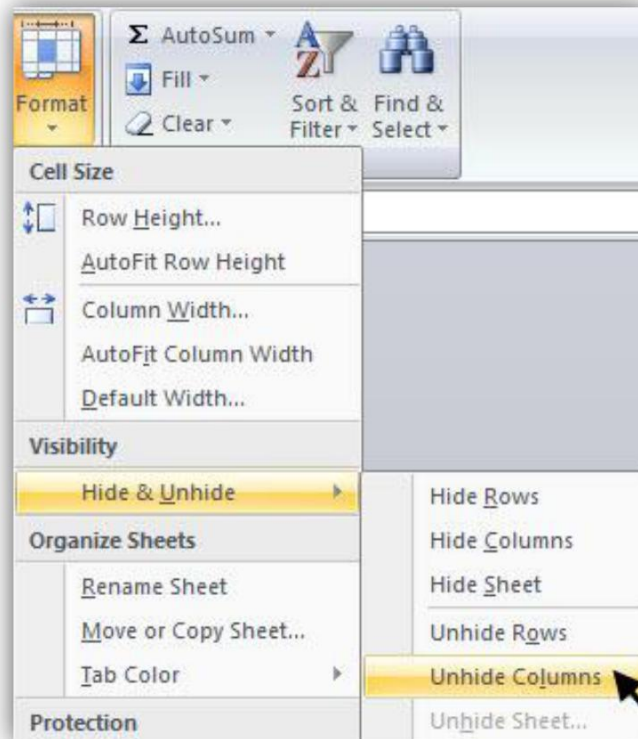 Format
Σ AutoSum
Fill
Clear
Sort &
Filter
Find &
Select
Cell Size
Row Height...
AutoFit Row Height
Column Width...
AutoFit Column Width
Default Width...
Visibility
Hide & Unhide
Organize Sheets
Rename Sheet
Move or Copy Sheet...
Tab Color
Protection
Hide Rows
Hide Columns
Hide Sheet
Unhide Rows
Unhide Columns
Unhide Sheet...